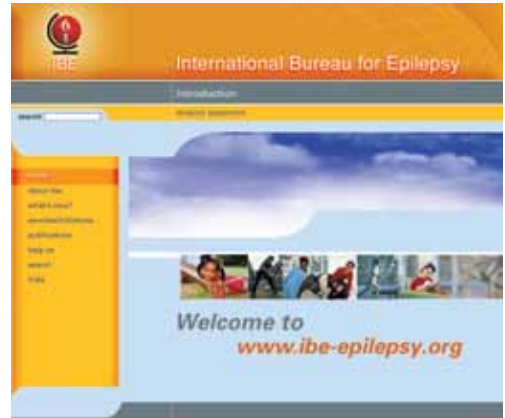 IBE
International Bureau for Epilepsy
Introduction
search
home
about ibe
what's new?
publications
help us
search
links
Welcome to
www.ibe-epilepsy.org